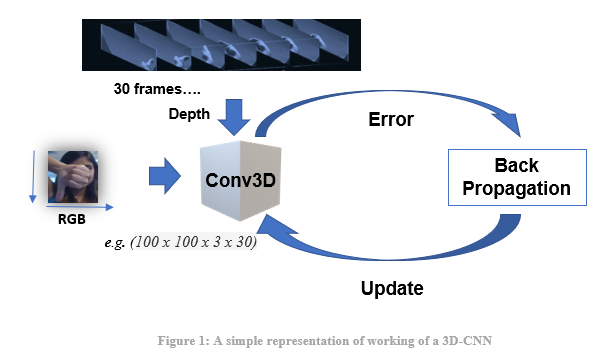 30 frames....
Depth
Error
Conv3D
Back
Propagation
RGB
e.g. (100 x 100 x 3 x 30)
Update
Figure 1: A simple representation of working of a 3D-CNN